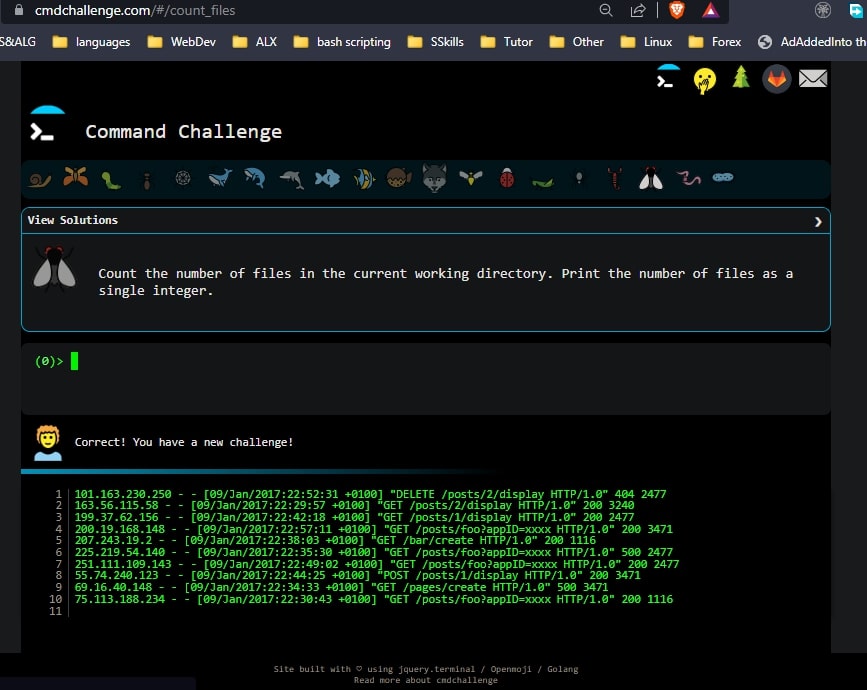 cmdchallenge.com/#/count_files
S&ALG languages WebDev ALX bash scripting SSkills Tutor Other Linux Forex AdAddedInto th
Command Challenge
View Solutions
Count the number of files in the current working directory. Print the number of files as a
single integer.
(0)>
Correct! You have a new challenge!
1 101.163.230.250 - - [09/Jan/2017:22:52:31 +0100] "DELETE /posts/2/display HTTP/1.0" 404 2477
2 163.56.115.58 - - [09/Jan/2017:22:29:57 +0100] "GET /posts/2/display HTTP/1.0" 200 3240
3 199.37.62.156 - - [09/Jan/2017:22:42:18 +0100] "GET /posts/1/display HTTP/1.0" 200 2477
4 200.19.168.148 - - [09/Jan/2017:22:57:11 +0100] "GET /posts/foo?appID=xxxx HTTP/1.0" 200 3471
5 207.243.19.2 - - [09/Jan/2017:22:38:03 +0100] "GET /bar/create HTTP/1.0" 200 1116
6 225.219.54.140 - - [09/Jan/2017:22:35:30 +0100] "GET /posts/foo?appID=xxxx HTTP/1.0" 500 2477
7 251.111.109.143 - - [09/Jan/2017:22:49:02 +0100] "GET /posts/foo?appID=xxxx HTTP/1.0" 200 2477
8 55.74.240.123 - - [09/Jan/2017:22:44:25 +0100] "POST /posts/1/display HTTP/1.0" 200 3471
9 69.16.40.148 - - [09/Jan/2017:22:34:33 +0100] "GET /pages/create HTTP/1.0" 500 3471
10 75.113.188.234 - - [09/Jan/2017:22:30:43 +0100] "GET /posts/foo?appID=xxxx HTTP/1.0" 200 1116
11
Site built with ♡ using jquery.terminal / Openmoji / Golang
Read more about cmdchallenge